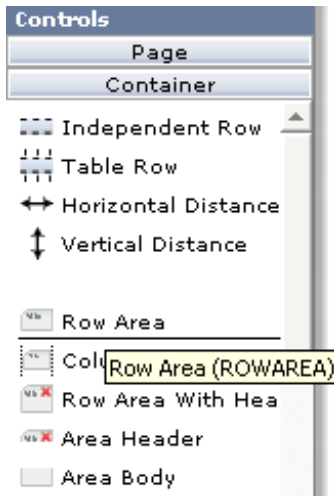 Controls
Page
Container
Independent Row
Table Row
Horizontal Distance
Vertical Distance
Row Area
Row Area (ROWAREA)
Row Area With Hea
Area Header
Area Body